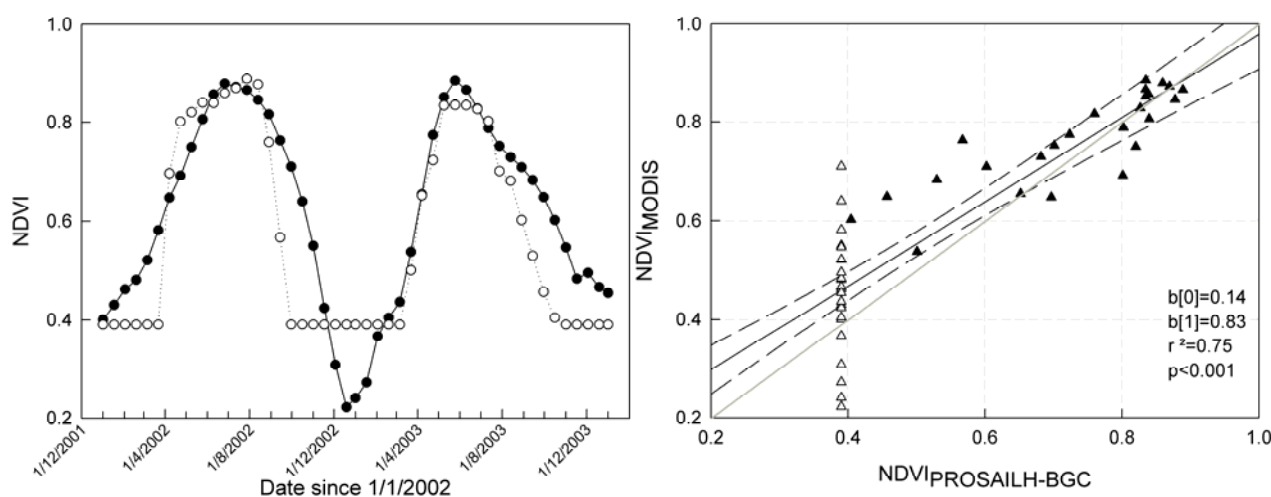 1.0
0.8
0.6
0.4
0.2
NDVI
1/12/2001
1/4/2002
1/8/2002
1/12/2002
1/4/2003
1/8/2003
1/12/2003
Date since 1/1/2002
1.0
0.8
0.6
0.4
0.2
NDVIMODIS
b[0]=0.14
b[1]=0.83
r ²=0.75
p<0.001
0.2 0.4 0.6 0.8 1.0
NDVIPROSAILH-BGC